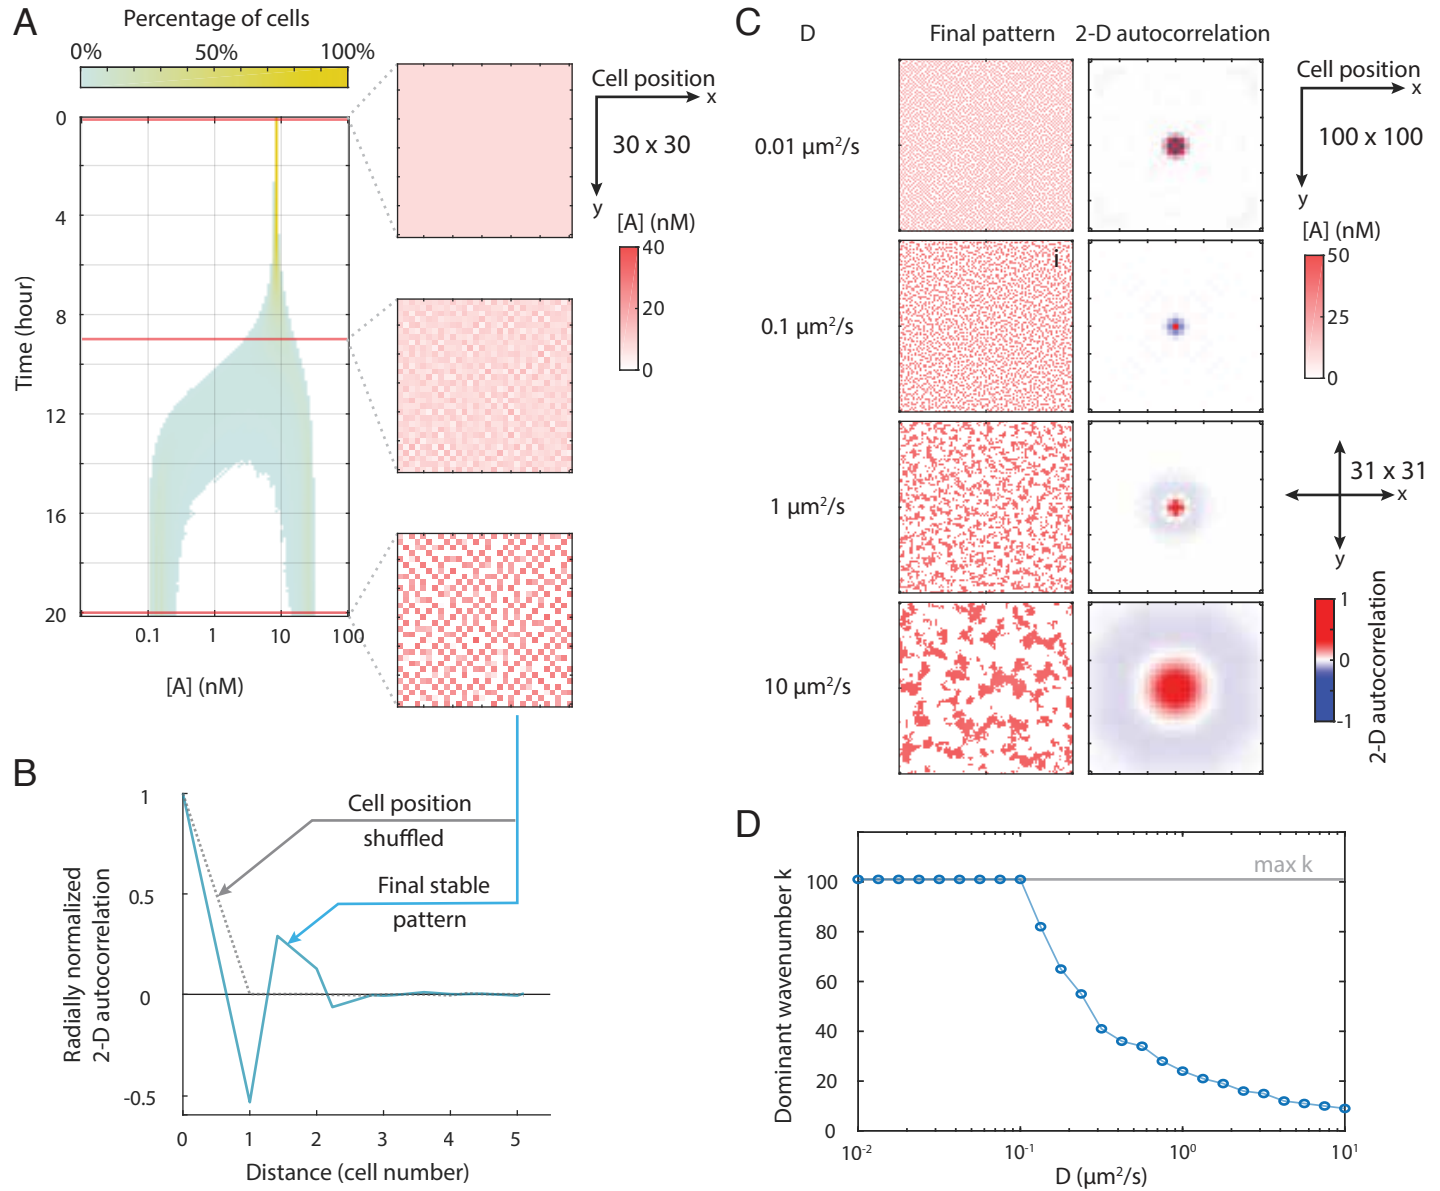 A
Percentage of cells
0% 50% 100%
Time (hour)
0
4
8
12
16
20
0.1 1 10 100
[A] (nM)
Cell position
x
30 x 30
y
[A] (nM)
40
20
0
B
Radially normalized
2-D autocorrelation
1
0.5
0
-0.5
0 1 2 3 4 5
Distance (cell number)
Cell position
shuffled
Final stable
pattern
C
D Final pattern 2-D autocorrelation
0.01 µm²/s
0.1 µm²/s
i
1 µm²/s
10 µm²/s
Cell position
x
100 x 100
y
[A] (nM)
50
25
0
31 x 31
x
y
1
0
-1
2-D autocorrelation
D
Dominant wavenumber k
100
80
60
40
20
0
max k
10⁻² 10⁻¹ 10⁰ 10¹
D (µm²/s)